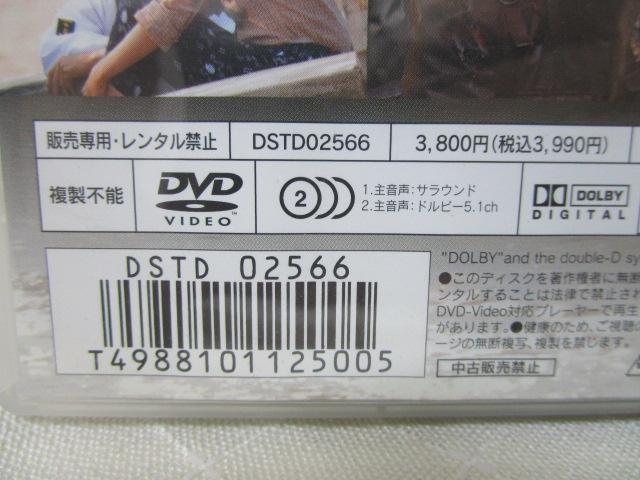 販売専用・レンタル禁止 DSTD02566 3,800円(税込3,990円)
複製不能 DVD VIDEO 2 1.主音声:サラウンド
2.主音声:ドルビー5.1ch
DOLBY DIGITAL
DSTD 02566
T4988101125005
"DOLBY"and the double-D sy
●このディスクを著作権者に無断
ンタルすることは法律で禁止され
DVD-Video対応プレーヤーで再生
があります。●健康のため、ご視聴
ージの無断複写、複製を禁じます。
中古販売禁止